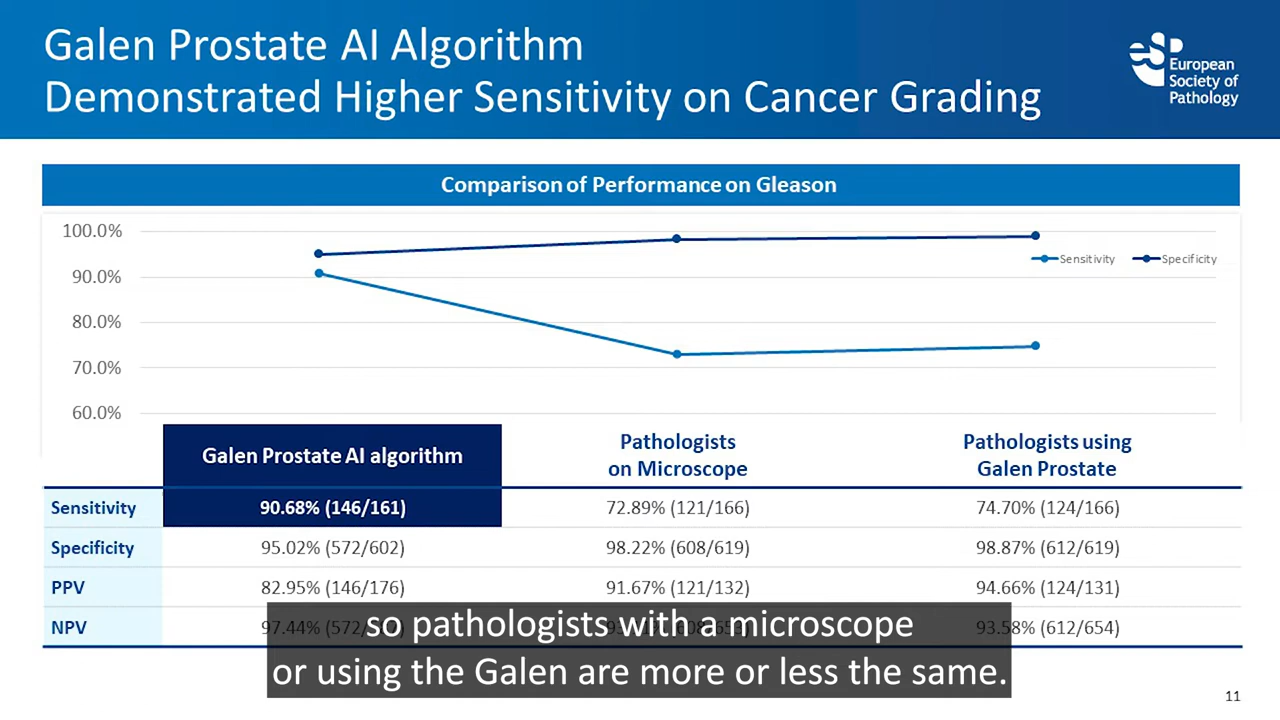 Galen Prostate AI Algorithm
Demonstrated Higher Sensitivity on Cancer Grading
European
Society of
Pathology
Comparison of Performance on Gleason
100.0%
90.0%
80.0%
70.0%
60.0%
Sensitivity Specificity
Galen Prostate AI algorithm
Pathologists
on Microscope
Pathologists using
Galen Prostate
Sensitivity 90.68% (146/161) 72.89% (121/166) 74.70% (124/166)
Specificity 95.02% (572/602) 98.22% (608/619) 98.87% (612/619)
PPV 82.95% (146/176) 91.67% (121/132) 94.66% (124/131)
NPV 97.44% 93.58% (612/654)
so pathologists with a microscope
or using the Galen are more or less the same.
11